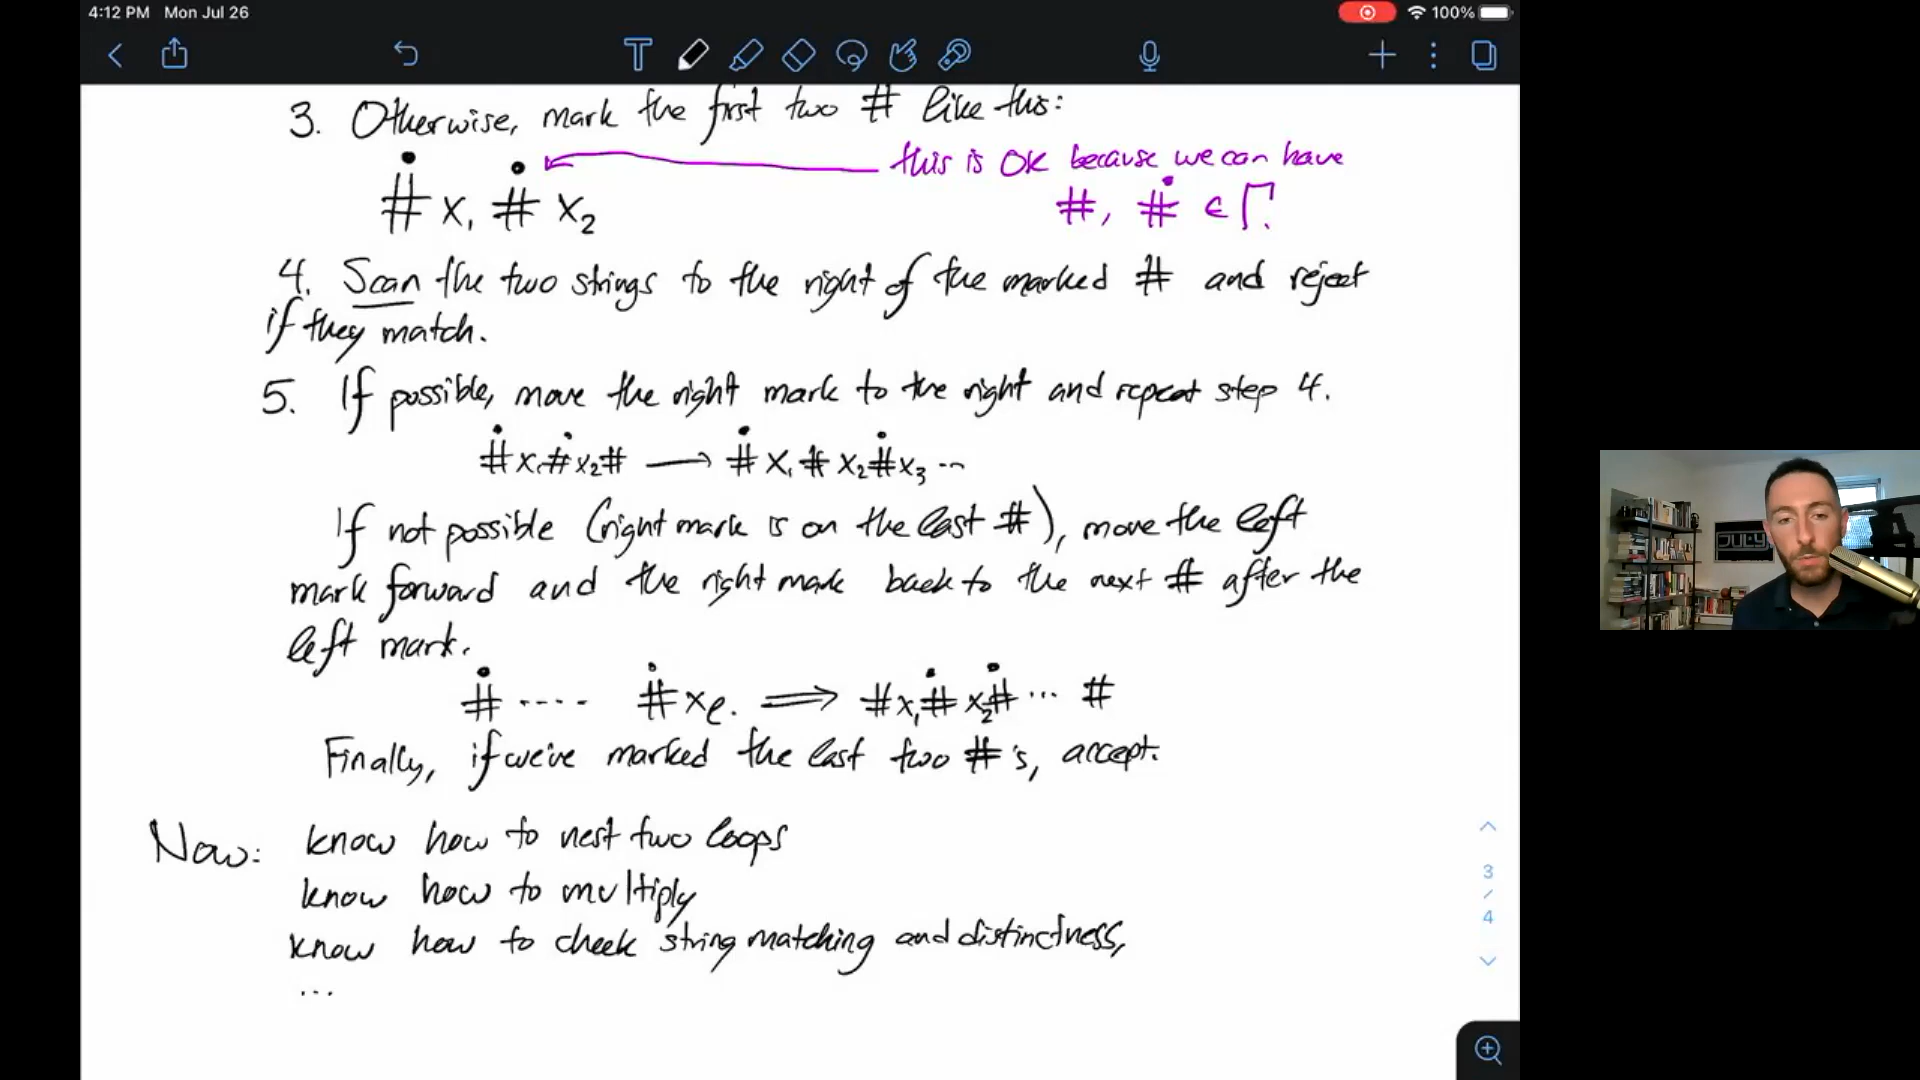 4:12 PM Mon Jul 26
100%
3. Otherwise, mark the first two # like this:
this is OK because we can have
#̇ x₁ #̇ x₂
#, #̇ ∈ Γ.
4. Scan the two strings to the right of the marked # and reject
if they match.
5. If possible, move the right mark to the right and repeat step 4.
#̇ x₁ #̇ x₂ # → #̇ x₁ # x₂ #̇ x₃ ...
If not possible (right mark is on the last #), move the left
mark forward and the right mark back to the next # after the
left mark.
#̇ ..... #̇ xℓ. ⟹ # x₁ #̇ x₂ #̇ ... #
Finally, if we've marked the last two #'s, accept.
Now: know how to nest two loops
know how to multiply
know how to check string matching and distinctness,
...
3
/
4